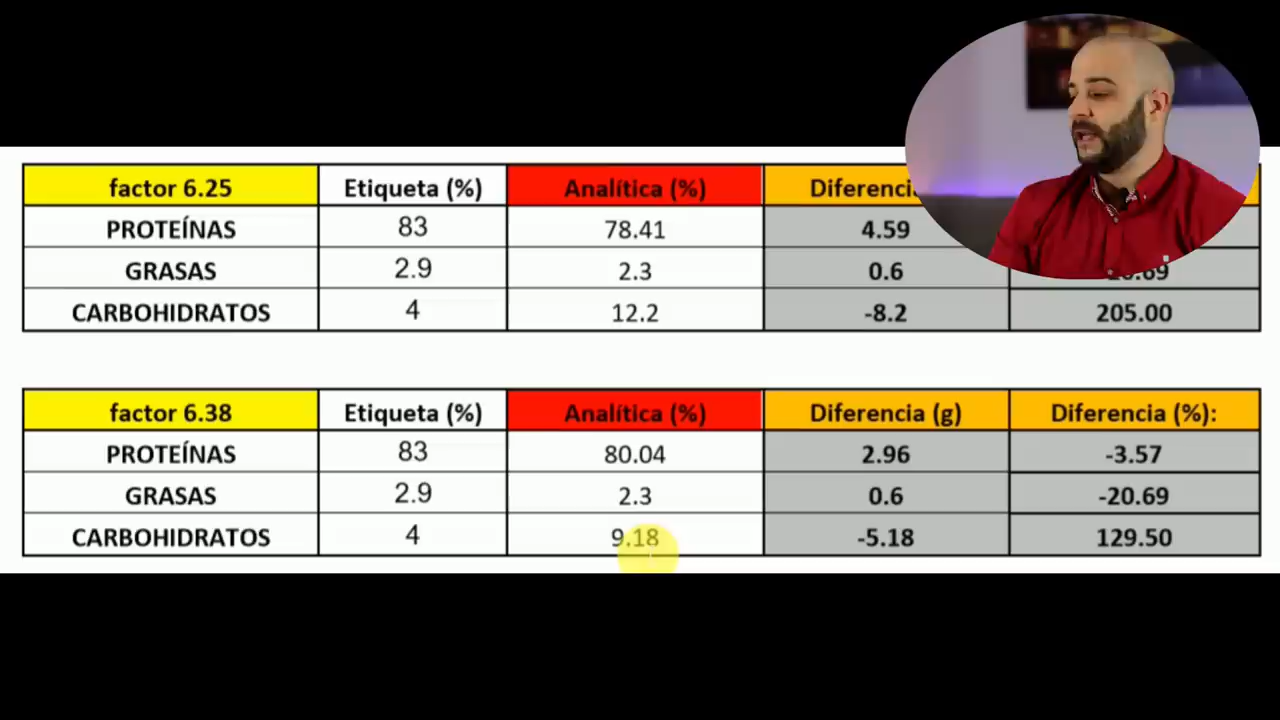 factor 6.25 Etiqueta (%) Analítica (%)
PROTEÍNAS 83 78.41 4.59
GRASAS 2.9 2.3 0.6
CARBOHIDRATOS 4 12.2 -8.2 205.00
factor 6.38 Etiqueta (%) Analítica (%) Diferencia (g) Diferencia (%):
PROTEÍNAS 83 80.04 2.96 -3.57
GRASAS 2.9 2.3 0.6 -20.69
CARBOHIDRATOS 4 9.18 -5.18 129.50